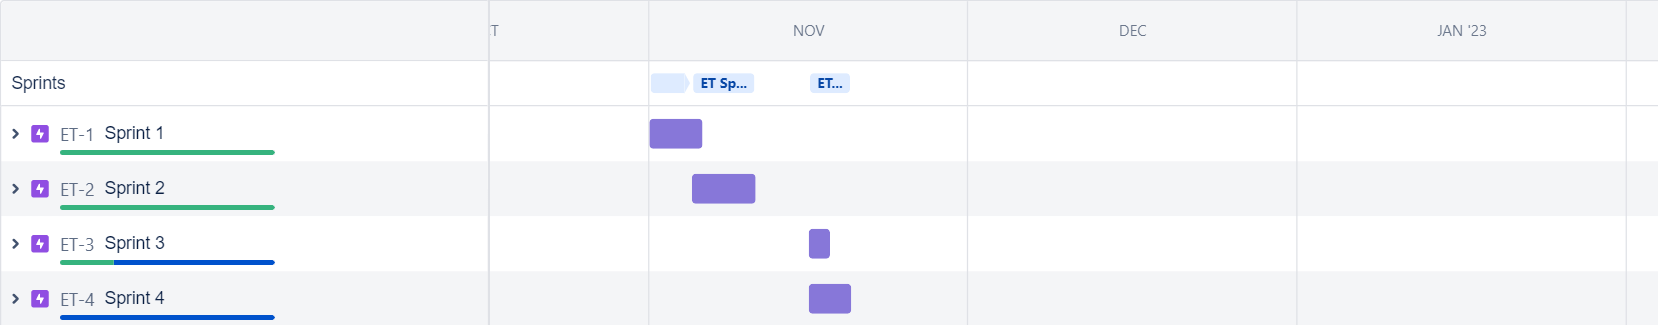 T NOV DEC JAN '23
Sprints ET Sp... ET...
ET-1 Sprint 1
ET-2 Sprint 2
ET-3 Sprint 3
ET-4 Sprint 4